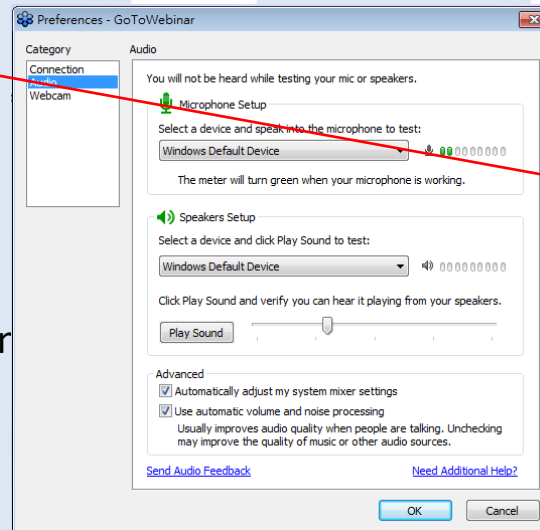 Preferences - GoToWebinar
Category
Connection
Audio
Webcam
Audio
You will not be heard while testing your mic or speakers.
Microphone Setup
Select a device and speak into the microphone to test:
Windows Default Device
The meter will turn green when your microphone is working.
Speakers Setup
Select a device and click Play Sound to test:
Windows Default Device
Click Play Sound and verify you can hear it playing from your speakers.
Play Sound
Advanced
Automatically adjust my system mixer settings
Use automatic volume and noise processing
Usually improves audio quality when people are talking. Unchecking
may improve the quality of music or other audio sources.
Send Audio Feedback
Need Additional Help?
OK
Cancel